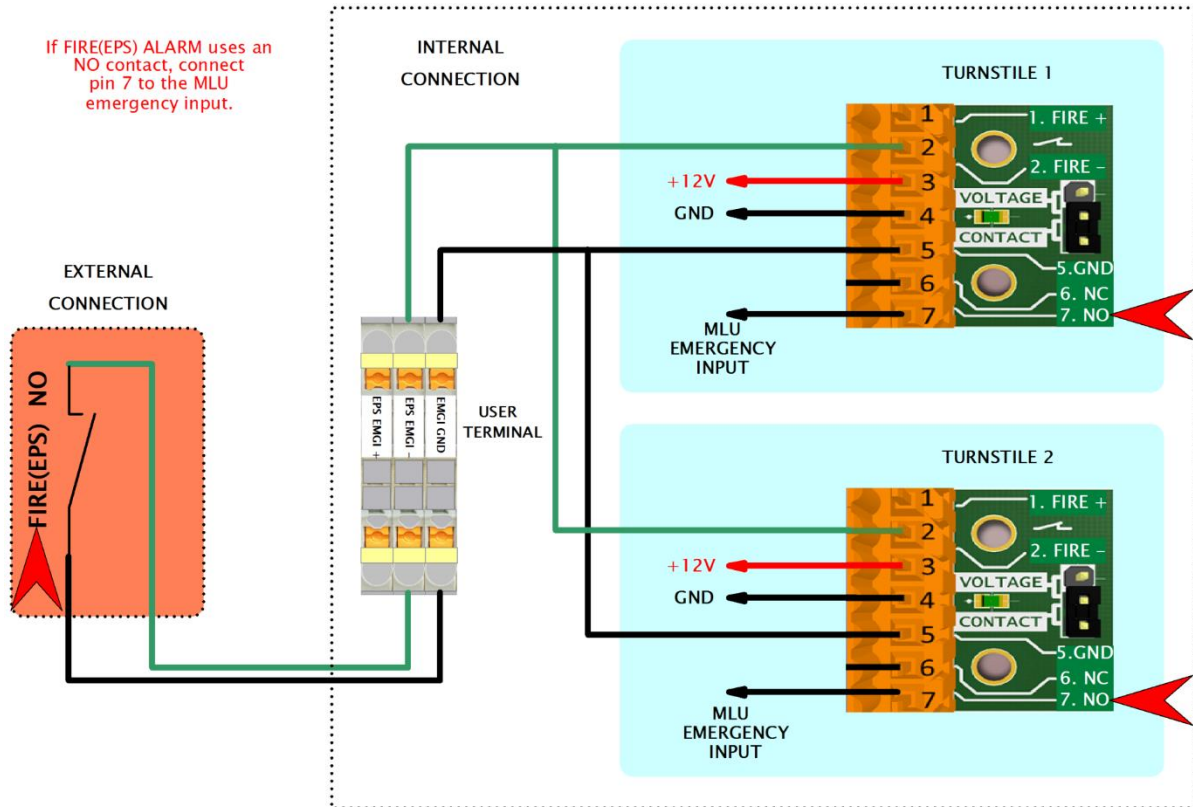 If FIRE(EPS) ALARM uses an
NO contact, connect
pin 7 to the MLU
emergency input.
INTERNAL
CONNECTION
TURNSTILE 1
1
2
3
4
5
6
7
1. FIRE +
2. FIRE -
VOLTAGE
CONTACT
5.GND
6. NC
7. NO
+12V
GND
MLU
EMERGENCY
INPUT
EXTERNAL
CONNECTION
FIRE(EPS) NO
EPS EMGI +
EPS EMGI -
EMGI GND
USER
TERMINAL
TURNSTILE 2
1
2
3
4
5
6
7
1. FIRE +
2. FIRE -
VOLTAGE
CONTACT
5.GND
6. NC
7. NO
+12V
GND
MLU
EMERGENCY
INPUT